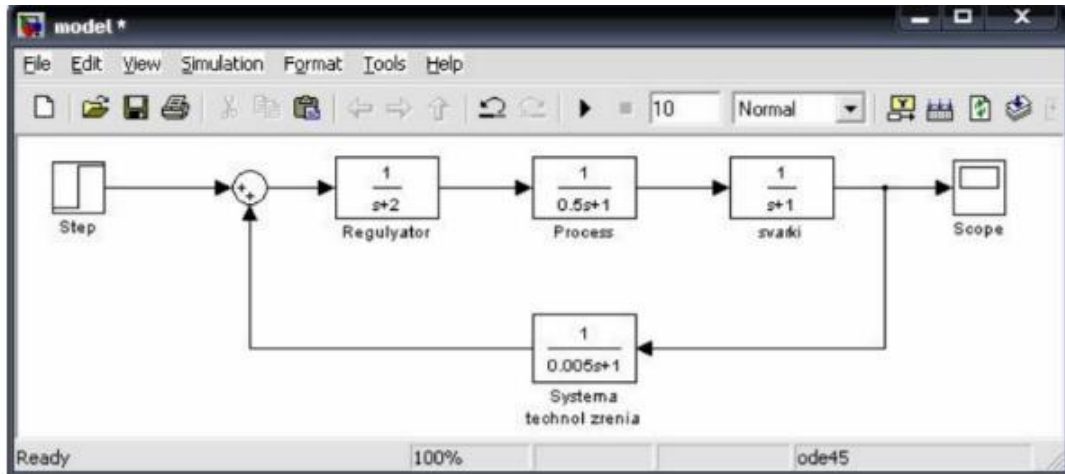 model *
File Edit View Simulation Format Tools Help
10 Normal
Step
+
+
1
s+2
Regulyator
1
0.5s+1
Process
1
s+1
svarki
Scope
1
0.005s+1
Systema
technol zrenia
Ready 100% ode45